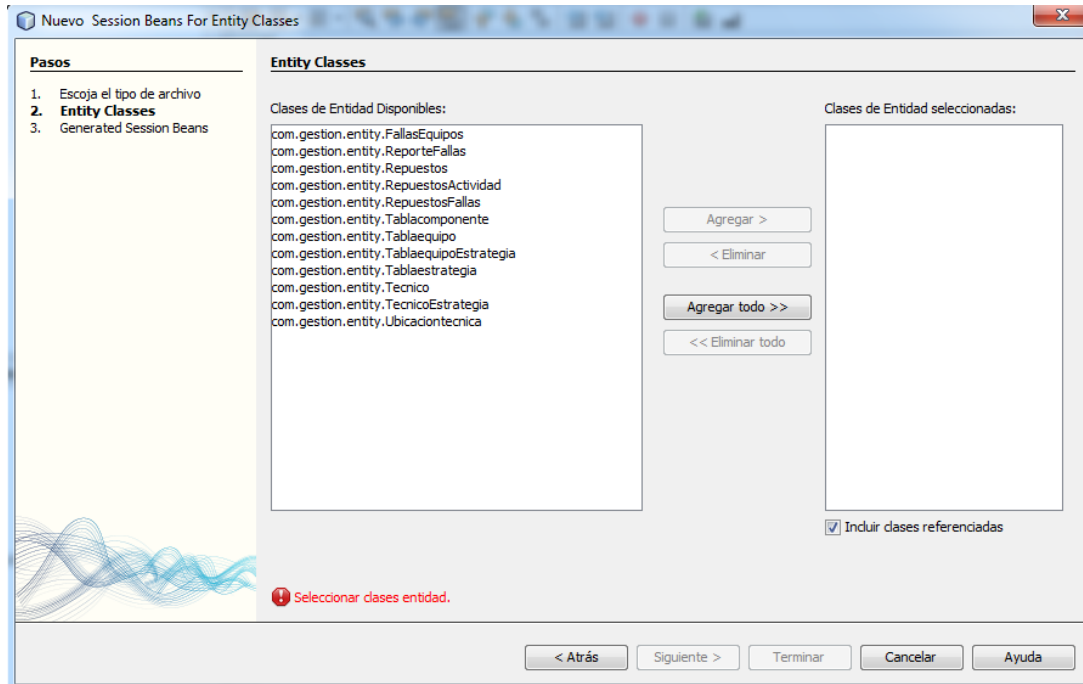 Nuevo Session Beans For Entity Classes
Pasos
1. Escoja el tipo de archivo
2. Entity Classes
3. Generated Session Beans
Entity Classes
Clases de Entidad Disponibles:
com.gestion.entity.FallasEquipos
com.gestion.entity.ReporteFallas
com.gestion.entity.Repuestos
com.gestion.entity.RepuestosActividad
com.gestion.entity.RepuestosFallas
com.gestion.entity.Tablacomponente
com.gestion.entity.Tablaequipo
com.gestion.entity.TablaequipoEstrategia
com.gestion.entity.Tablaestrategia
com.gestion.entity.Tecnico
com.gestion.entity.TecnicoEstrategia
com.gestion.entity.Ubicaciontecnica
Agregar >
< Eliminar
Agregar todo >>
<< Eliminar todo
Clases de Entidad seleccionadas:
Incluir clases referenciadas
Seleccionar clases entidad.
< Atrás
Siguiente >
Terminar
Cancelar
Ayuda